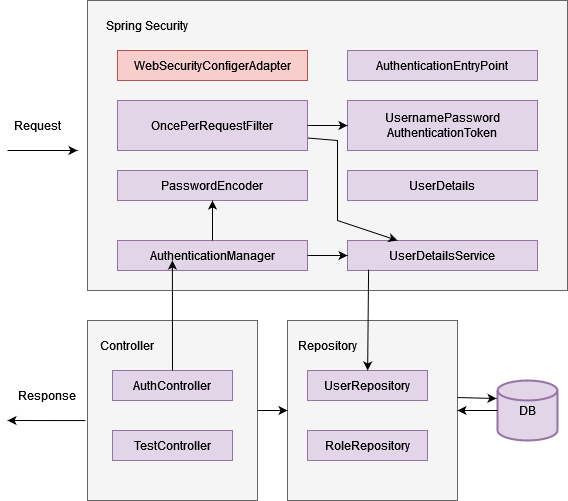 Spring Security
WebSecurityConfigerAdapter
AuthenticationEntryPoint
Request
OncePerRequestFilter
UsernamePassword
AuthenticationToken
PasswordEncoder
UserDetails
AuthenticationManager
UserDetailsService
Controller
Repository
Response
AuthController
UserRepository
DB
TestController
RoleRepository